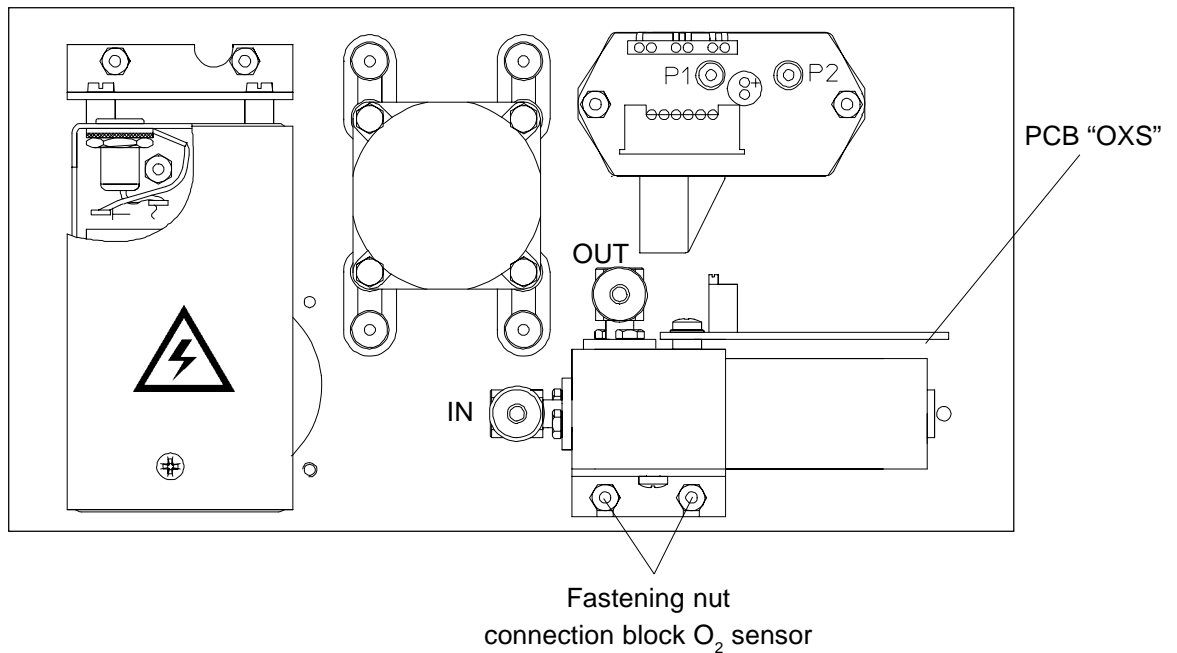 P1 + P2
PCB “OXS”
OUT
IN
Fastening nut
connection block O₂ sensor